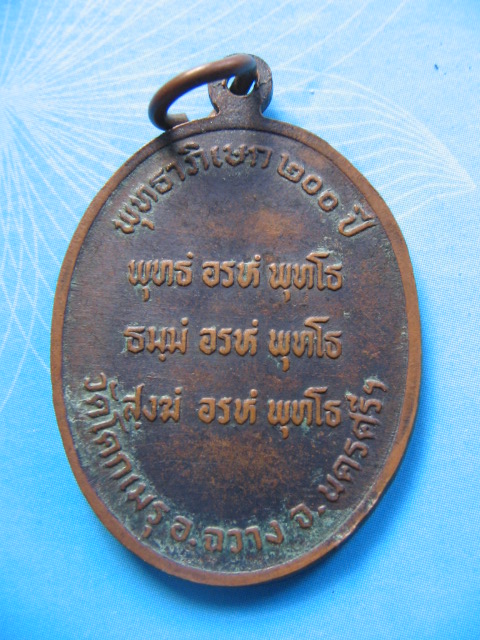 พุทธาภิเษก ๒๐๐ ปี
พุทธํ อรหํ พุทโธ
ธมฺมํ อรหํ พุทโธ
สงฆํ อรหํ พุทโธ
วัดโคกเมรุ อ.ฉวาง จ.นครศรีฯ